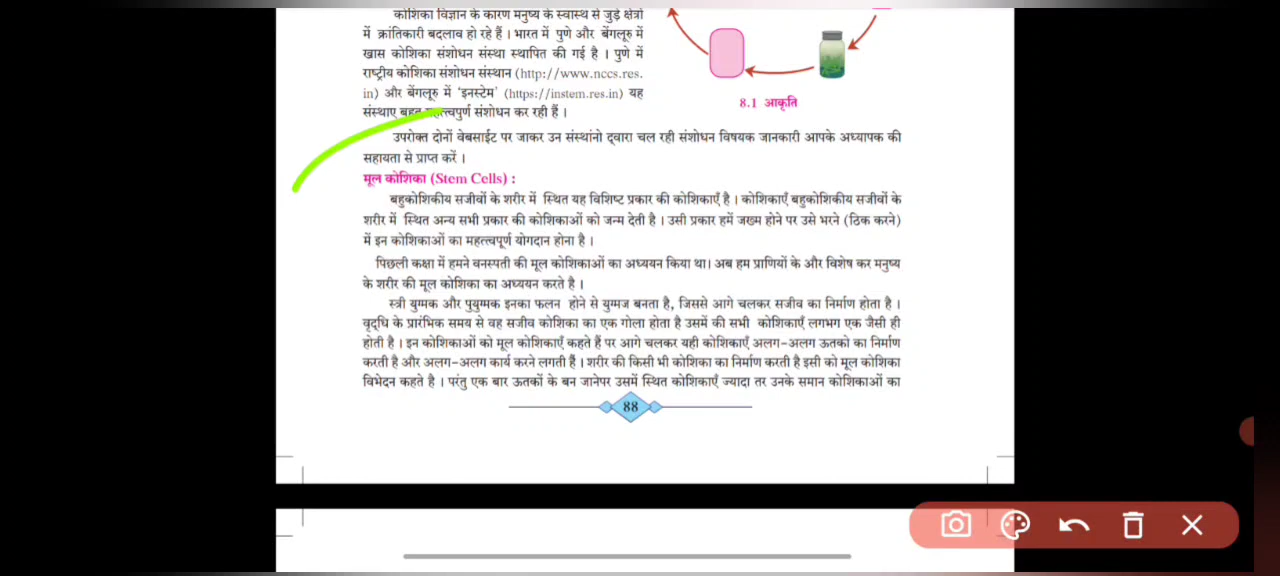 कोशिका विज्ञान के कारण मनुष्य के स्वास्थ से जुड़े क्षेत्रों
में क्रांतिकारी बदलाव हो रहे हैं । भारत में पुणे और बेंगलूरु में
खास कोशिका संशोधन संस्था स्थापित की गई है । पुणे में
राष्ट्रीय कोशिका संशोधन संस्थान (http://www.nccs.res.
in) और बेंगलूरु में ‘इनस्टेम’ (https://instem.res.in) यह
संस्थाए बहुत महत्त्वपुर्ण संशोधन कर रही हैं ।
8.1 आकृति
उपरोक्त दोनों वेबसाईट पर जाकर उन संस्थांनो द्वारा चल रही संशोधन विषयक जानकारी आपके अध्यापक की
सहायता से प्राप्त करें ।
मूल कोशिका (Stem Cells) :
बहुकोशिकीय सजीवों के शरीर में स्थित यह विशिष्ट प्रकार की कोशिकाएँ है । कोशिकाएँ बहुकोशिकीय सजीवों के
शरीर में स्थित अन्य सभी प्रकार की कोशिकाओं को जन्म देती है । उसी प्रकार हमें जख्म होने पर उसे भरने (ठिक करने)
में इन कोशिकाओं का महत्त्वपूर्ण योगदान होना है ।
पिछली कक्षा में हमने वनस्पती की मूल कोशिकाओं का अध्ययन किया था। अब हम प्राणियों के और विशेष कर मनुष्य
के शरीर की मूल कोशिका का अध्ययन करते है ।
स्त्री युग्मक और पुयुग्मक इनका फलन होने से युग्मज बनता है, जिससे आगे चलकर सजीव का निर्माण होता है ।
वृद्धि के प्रारंभिक समय से वह सजीव कोशिका का एक गोला होता है उसमें की सभी कोशिकाएँ लगभग एक जैसी ही
होती है । इन कोशिकाओं को मूल कोशिकाएँ कहते हैं पर आगे चलकर यही कोशिकाएँ अलग-अलग ऊतको का निर्माण
करती है और अलग-अलग कार्य करने लगती हैं । शरीर की किसी भी कोशिका का निर्माण करती है इसी को मूल कोशिका
विभेदन कहते है । परंतु एक बार ऊतकों के बन जानेपर उसमें स्थित कोशिकाएँ ज्यादा तर उनके समान कोशिकाओं का
88